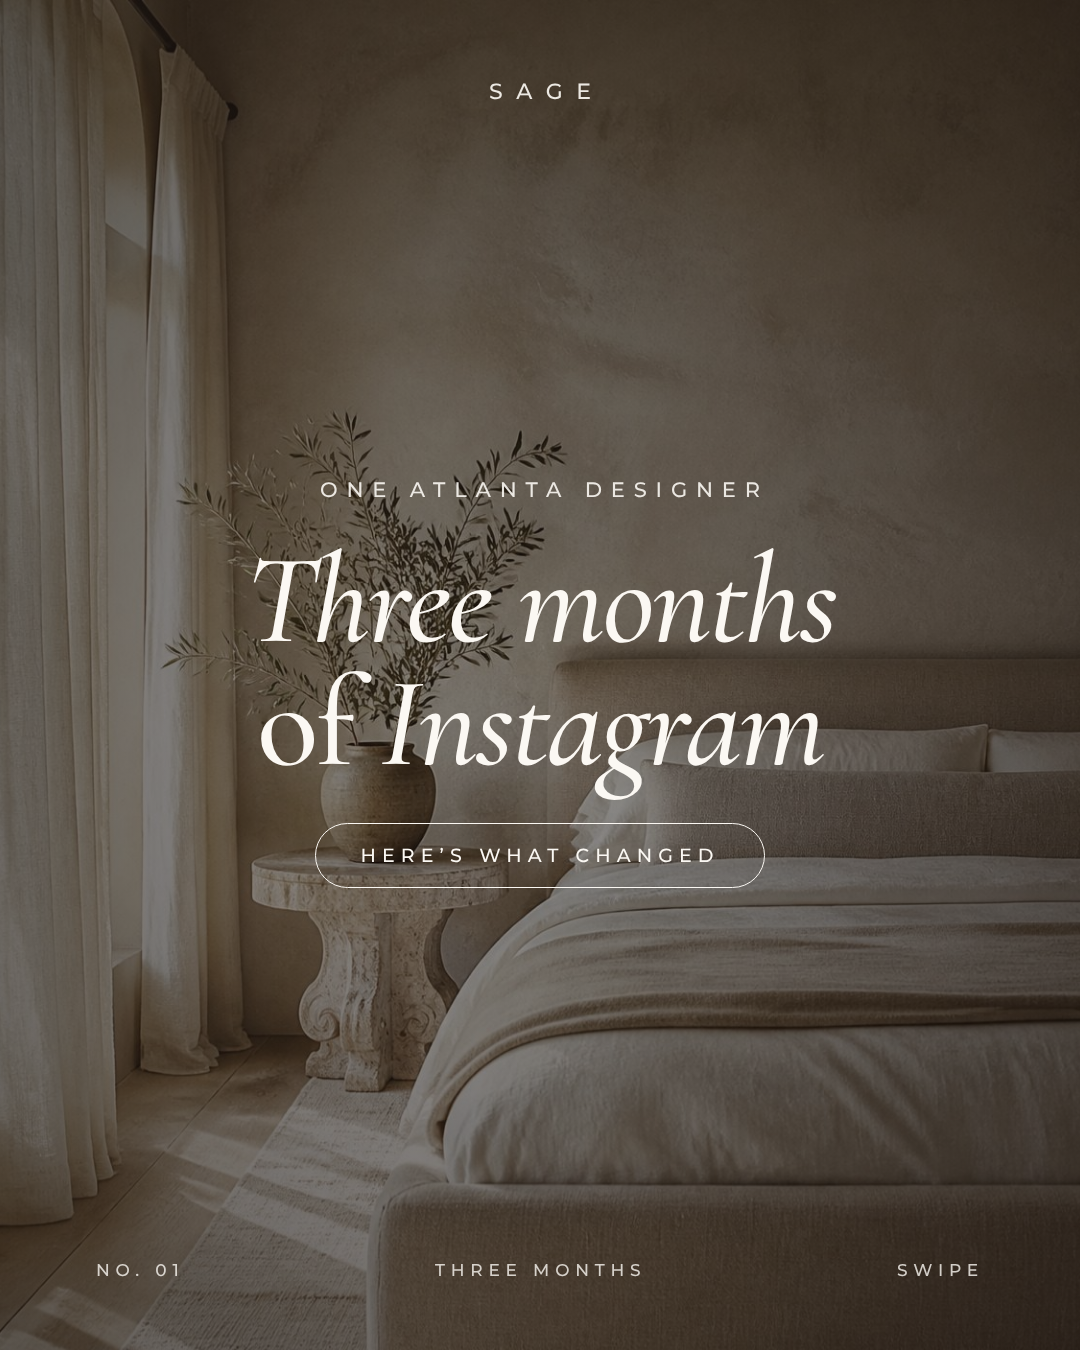 SAGE
ONE ATLANTA DESIGNER
Three months
of Instagram
HERE’S WHAT CHANGED
NO. 01
THREE MONTHS
SWIPE